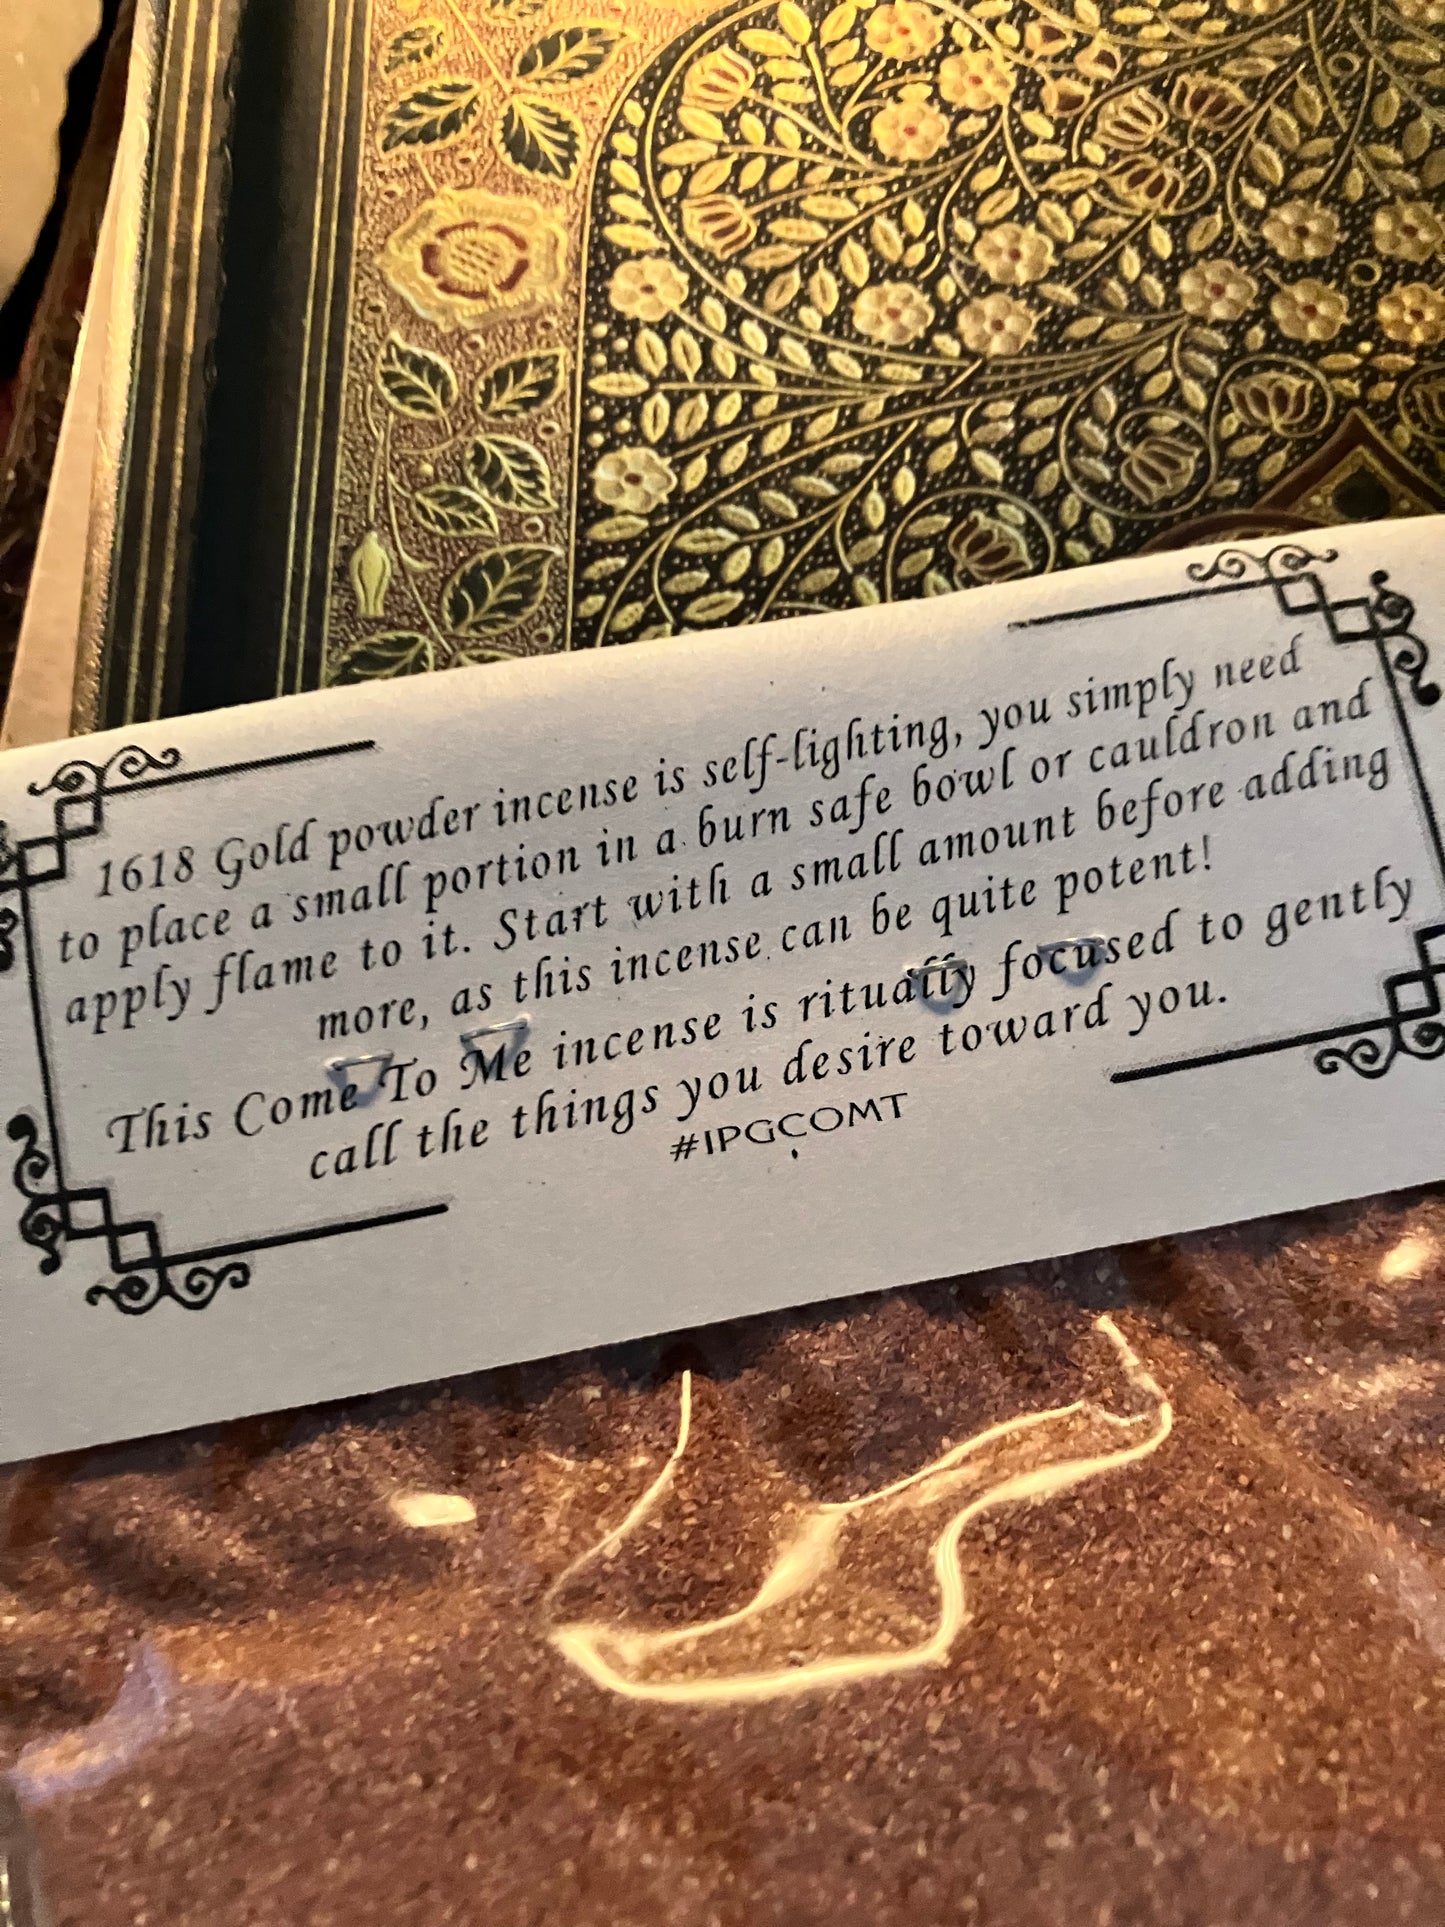 1618 Gold powder incense is self-lighting, you simply need
to place a small portion in a burn safe bowl or cauldron and
apply flame to it. Start with a small amount before adding
more, as this incense can be quite potent!
This Come To Me incense is ritually focused to gently
call the things you desire toward you.
#IPGCOMT